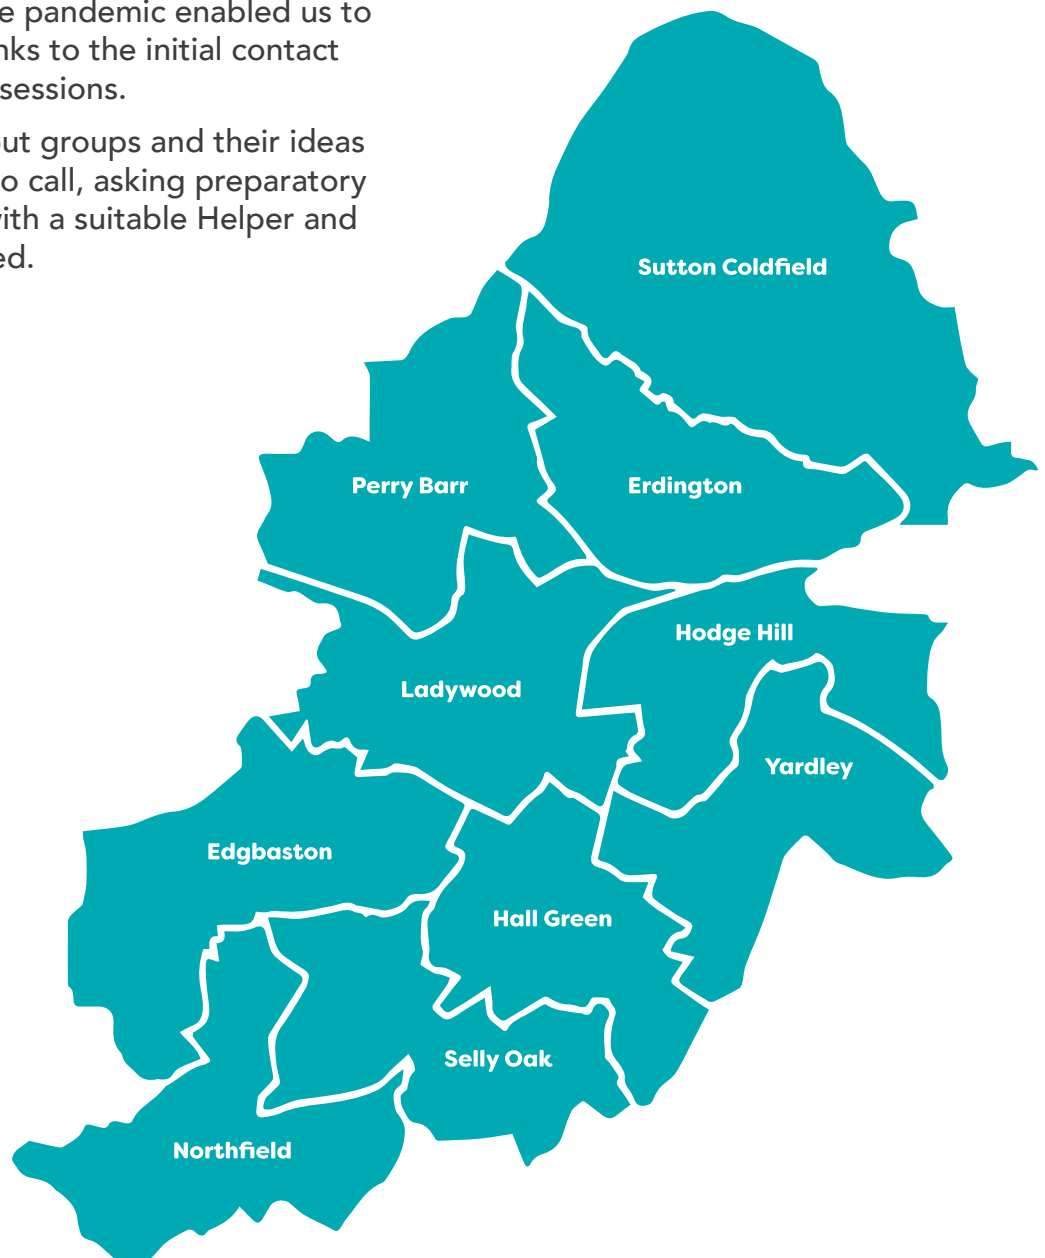 e pandemic enabled us to
nks to the initial contact
sessions.
ut groups and their ideas
o call, asking preparatory
with a suitable Helper and
ed.
Sutton Coldfield
Perry Barr
Erdington
Hodge Hill
Ladywood
Yardley
Edgbaston
Hall Green
Selly Oak
Northfield